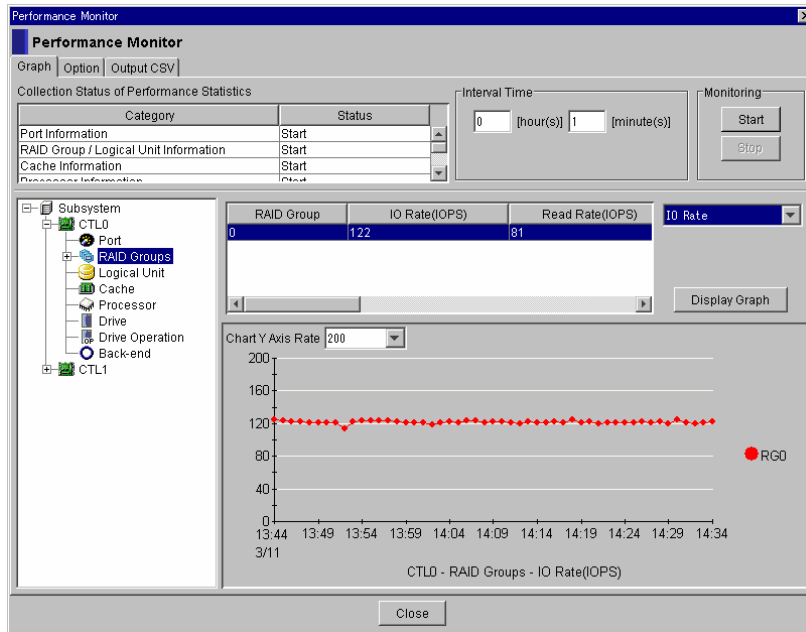 Performance Monitor
Performance Monitor
Graph Option Output CSV
Collection Status of Performance Statistics
Category Status
Port Information Start
RAID Group / Logical Unit Information Start
Cache Information Start
Processor Information Start
Interval Time
0 [hour(s)] 1 [minute(s)]
Monitoring
Start
Stop
Subsystem
CTL0
Port
RAID Groups
Logical Unit
Cache
Processor
Drive
Drive Operation
Back-end
CTL1
RAID Group IO Rate(IOPS) Read Rate(IOPS)
0 122 81
IO Rate
Display Graph
Chart Y Axis Rate 200
200
160
120
80
40
0
13:44 13:49 13:54 13:59 14:04 14:09 14:14 14:19 14:24 14:29 14:34
3/11
RG0
CTL0 - RAID Groups - IO Rate(IOPS)
Close